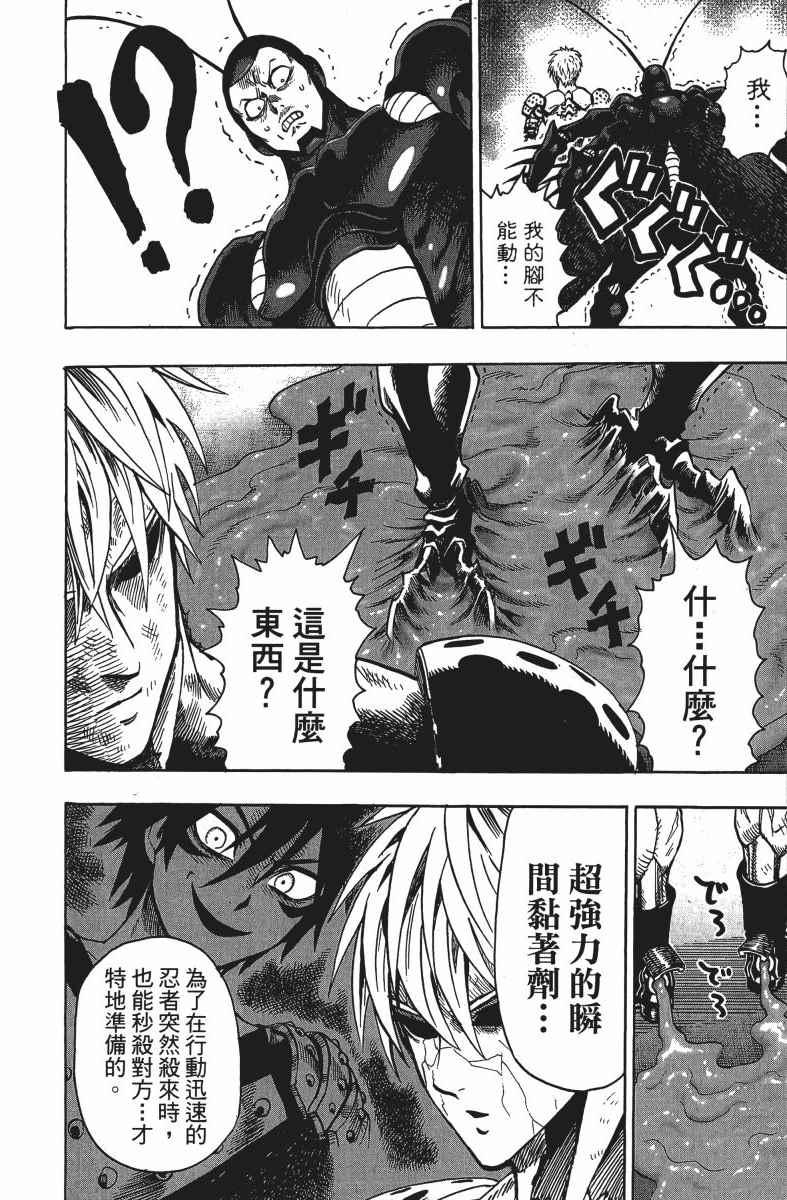 我…
我的腳不
能動…
ぐぐぐ
ぐぐぐ
!?
什…什麼？
這是什麼
東西？
ギチ
ギチ
でろ
でろ
超強力的瞬
間黏著劑…
為了在行動迅速的
忍者突然殺來時，
也能秒殺對方…才
特地準備的。